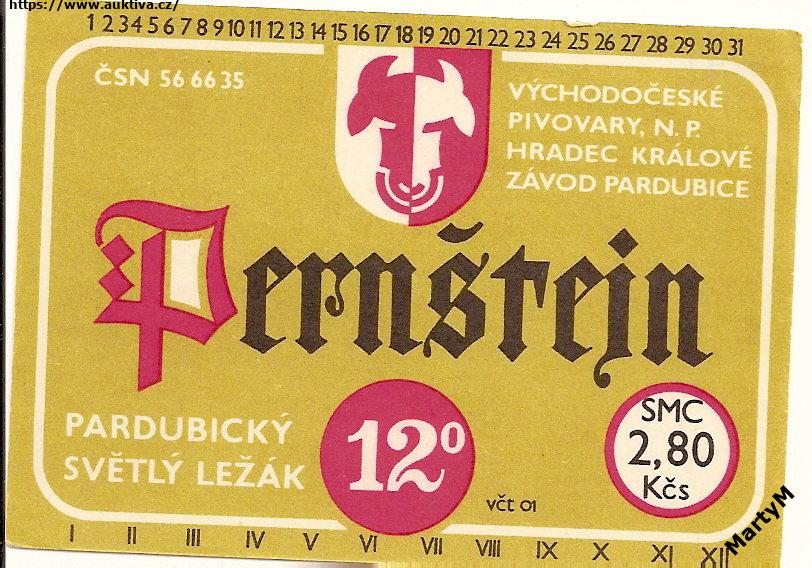 https://www.auktiva.cz/
1 2 3 4 5 6 7 8 9 10 11 12 13 14 15 16 17 18 19 20 21 22 23 24 25 26 27 28 29 30 31
ČSN 56 66 35
VÝCHODOČESKÉ
PIVOVARY, N. P.
HRADEC KRÁLOVÉ
ZÁVOD PARDUBICE
Pernštejn
PARDUBICKÝ
SVĚTLÝ LEŽÁK
12°
SMC
2,80
Kčs
včt 01
I II III IV V VI VII VIII IX X XI XII
MartyM